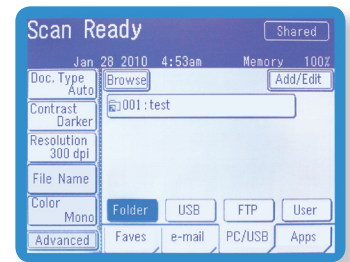 Scan Ready Shared
Jan 28 2010 4:53am Memory 100%
Doc. Type
Auto
Browse Add/Edit
Contrast
Darker
001:test
Resolution
300 dpi
File Name
Color
Mono
Folder USB FTP User
Advanced Faves e-mail PC/USB Apps